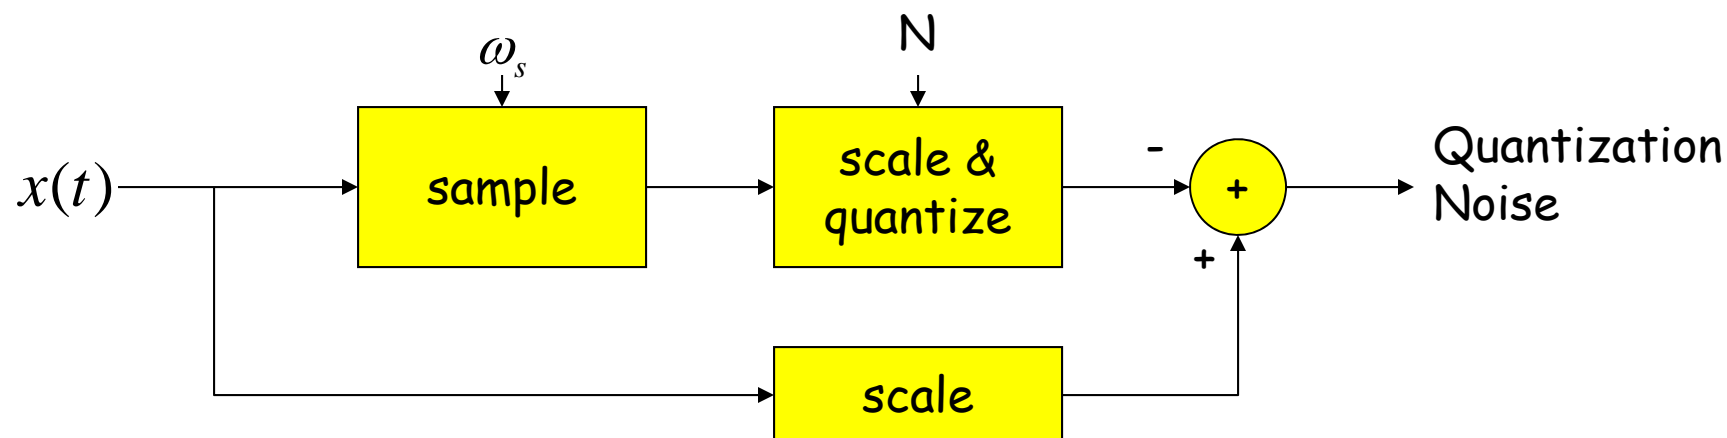 ωs
N
x(t)
sample
scale &
quantize
-
+
Quantization
Noise
+
scale